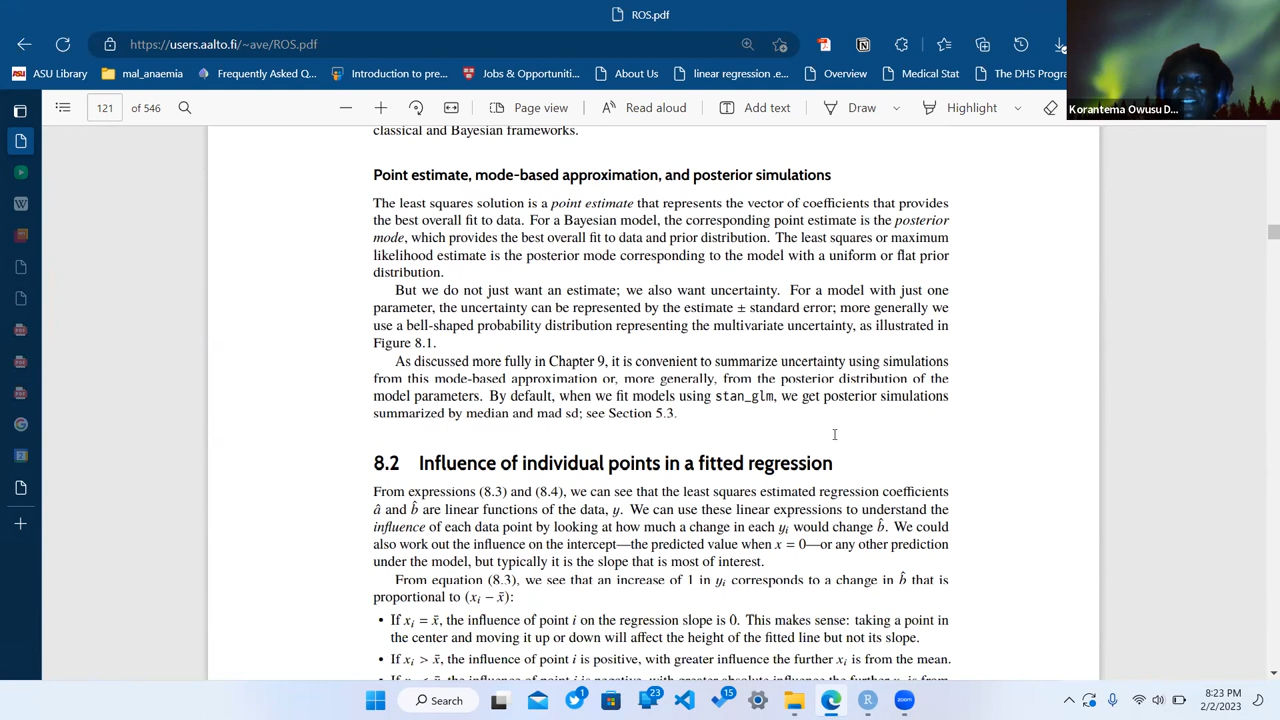 ROS.pdf
https://users.aalto.fi/~ave/ROS.pdf
ASU Library
mal_anaemia
Frequently Asked Q...
Introduction to pre...
Jobs & Opportuniti...
About Us
linear regression .e...
Overview
Medical Stat
The DHS Progra
Korantema Owusu D...
121 of 546
Page view
Read aloud
Add text
Draw
Highlight
classical and Bayesian frameworks.
Point estimate, mode-based approximation, and posterior simulations
The least squares solution is a point estimate that represents the vector of coefficients that provides
the best overall fit to data. For a Bayesian model, the corresponding point estimate is the posterior
mode, which provides the best overall fit to data and prior distribution. The least squares or maximum
likelihood estimate is the posterior mode corresponding to the model with a uniform or flat prior
distribution.
But we do not just want an estimate; we also want uncertainty. For a model with just one
parameter, the uncertainty can be represented by the estimate ± standard error; more generally we
use a bell-shaped probability distribution representing the multivariate uncertainty, as illustrated in
Figure 8.1.
As discussed more fully in Chapter 9, it is convenient to summarize uncertainty using simulations
from this mode-based approximation or, more generally, from the posterior distribution of the
model parameters. By default, when we fit models using stan_glm, we get posterior simulations
summarized by median and mad sd; see Section 5.3.
8.2 Influence of individual points in a fitted regression
From expressions (8.3) and (8.4), we can see that the least squares estimated regression coefficients
â and b̂ are linear functions of the data, y. We can use these linear expressions to understand the
influence of each data point by looking at how much a change in each yᵢ would change b̂. We could
also work out the influence on the intercept—the predicted value when x = 0—or any other prediction
under the model, but typically it is the slope that is most of interest.
From equation (8.3), we see that an increase of 1 in yᵢ corresponds to a change in b̂ that is
proportional to (xᵢ − x̄):
• If xᵢ = x̄, the influence of point i on the regression slope is 0. This makes sense: taking a point in
the center and moving it up or down will affect the height of the fitted line but not its slope.
• If xᵢ > x̄, the influence of point i is positive, with greater influence the further xᵢ is from the mean.
Search
1
23
15
8:23 PM
2/2/2023